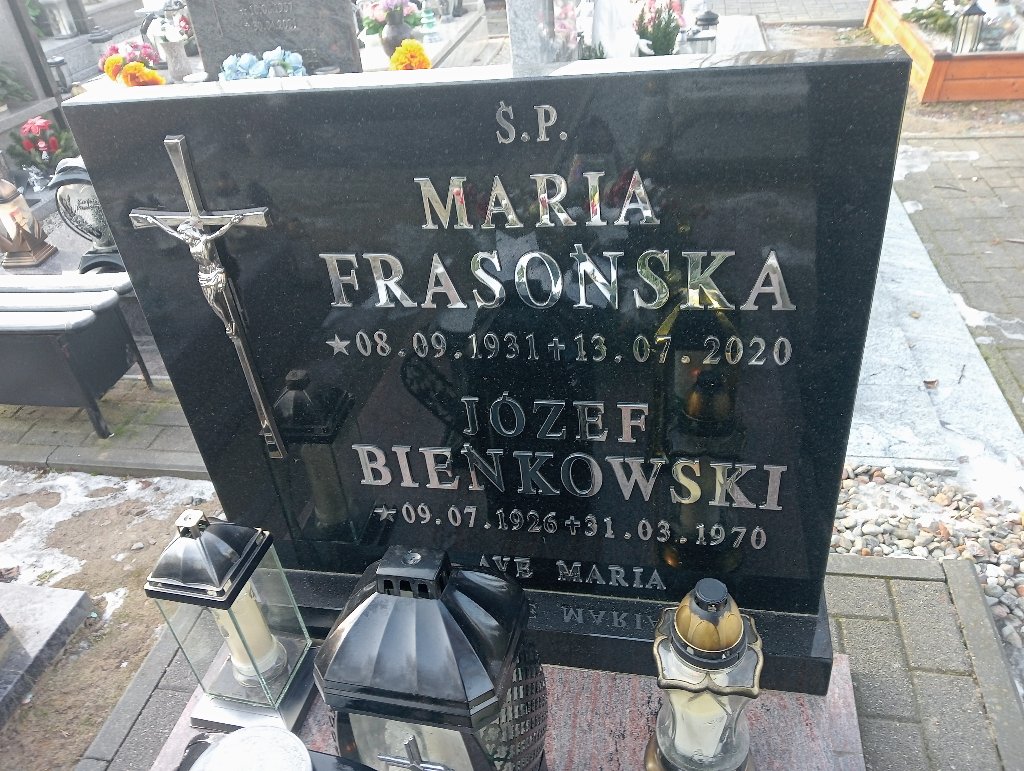 Ś.P.
MARIA
FRASOŃSKA
★08.09.1931✝13.07.2020
JÓZEF
BIEŃKOWSKI
★09.07.1926✝31.03.1970
AVE MARIA